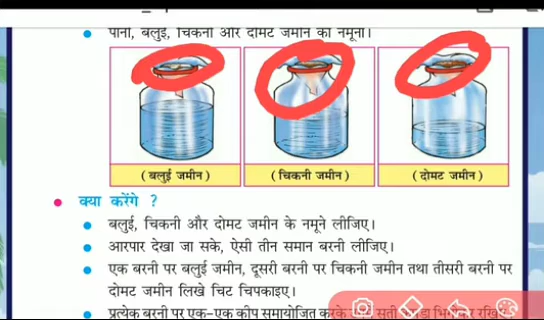 पानी, बलुई, चिकनी और दोमट जमीन का नमूना।
( बलुई जमीन )
( चिकनी जमीन )
( दोमट जमीन )
क्या करेंगे ?
बलुई, चिकनी और दोमट जमीन के नमूने लीजिए।
आरपार देखा जा सके, ऐसी तीन समान बरनी लीजिए।
एक बरनी पर बलुई जमीन, दूसरी बरनी पर चिकनी जमीन तथा तीसरी बरनी पर
दोमट जमीन लिखे चिट चिपकाइए।
प्रत्येक बरनी पर एक-एक कीप समायोजित करके